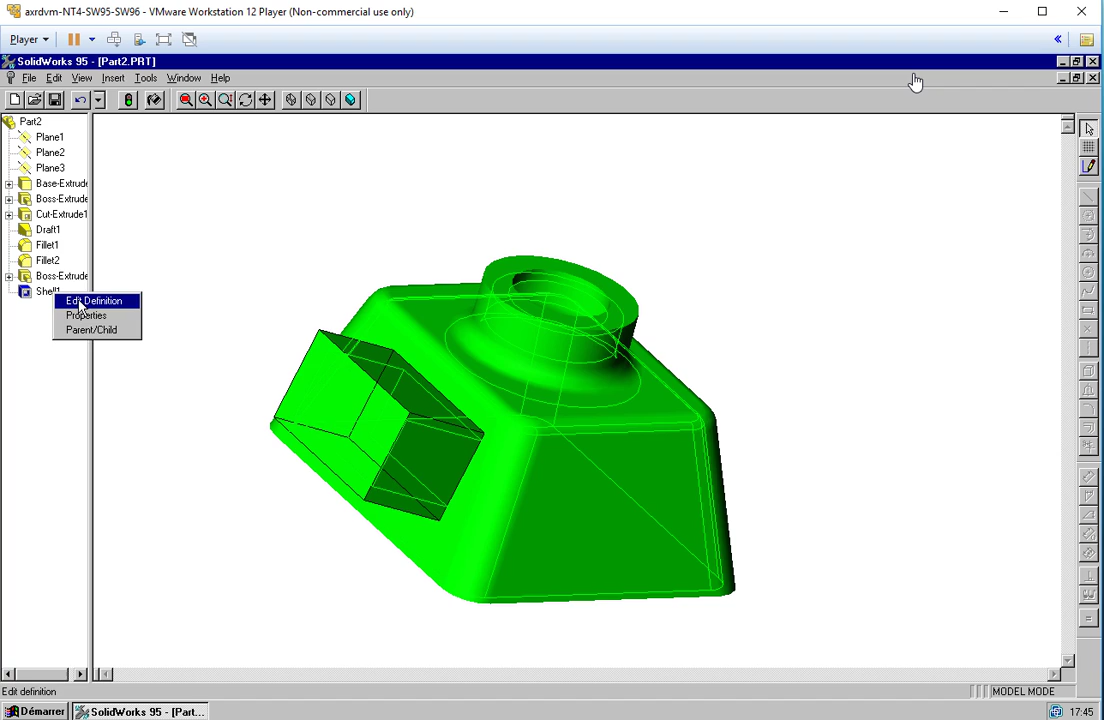 axrdvm-NT4-SW95-SW96 - VMware Workstation 12 Player (Non-commercial use only)
Player
SolidWorks 95 - [Part2.PRT]
File Edit View Insert Tools Window Help
Part2
Plane1
Plane2
Plane3
Base-Extrude
Boss-Extrude
Cut-Extrude1
Draft1
Fillet1
Fillet2
Boss-Extrude
Shell1
Edit Definition
Properties
Parent/Child
Edit definition
MODEL MODE
Démarrer
SolidWorks 95 - [Part...
17:45